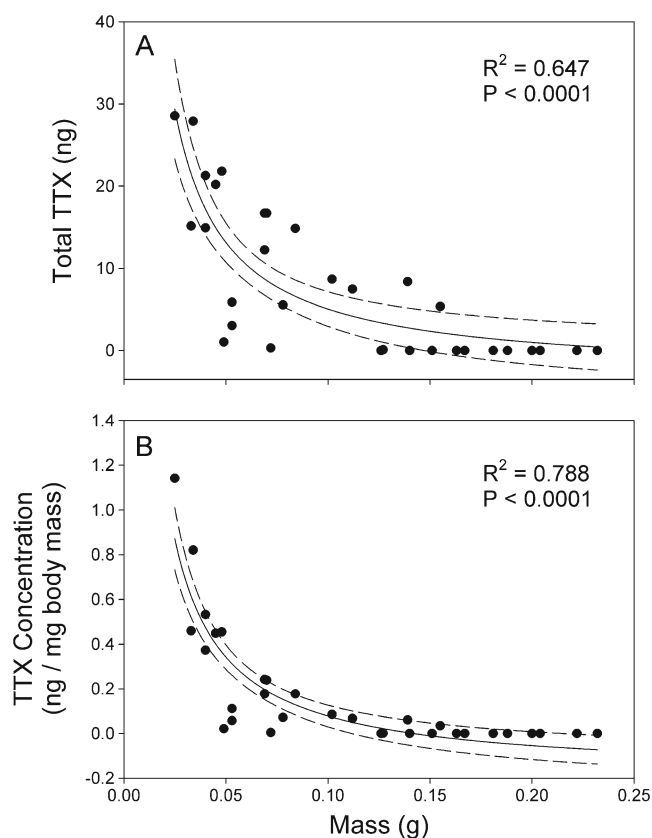 40
A
R² = 0.647
P < 0.0001
30
Total TTX (ng)
20
10
0
1.4
B
R² = 0.788
P < 0.0001
1.2
1.0
0.8
TTX Concentration
(ng / mg body mass)
0.6
0.4
0.2
0.0
-0.2
0.00 0.05 0.10 0.15 0.20 0.25
Mass (g)